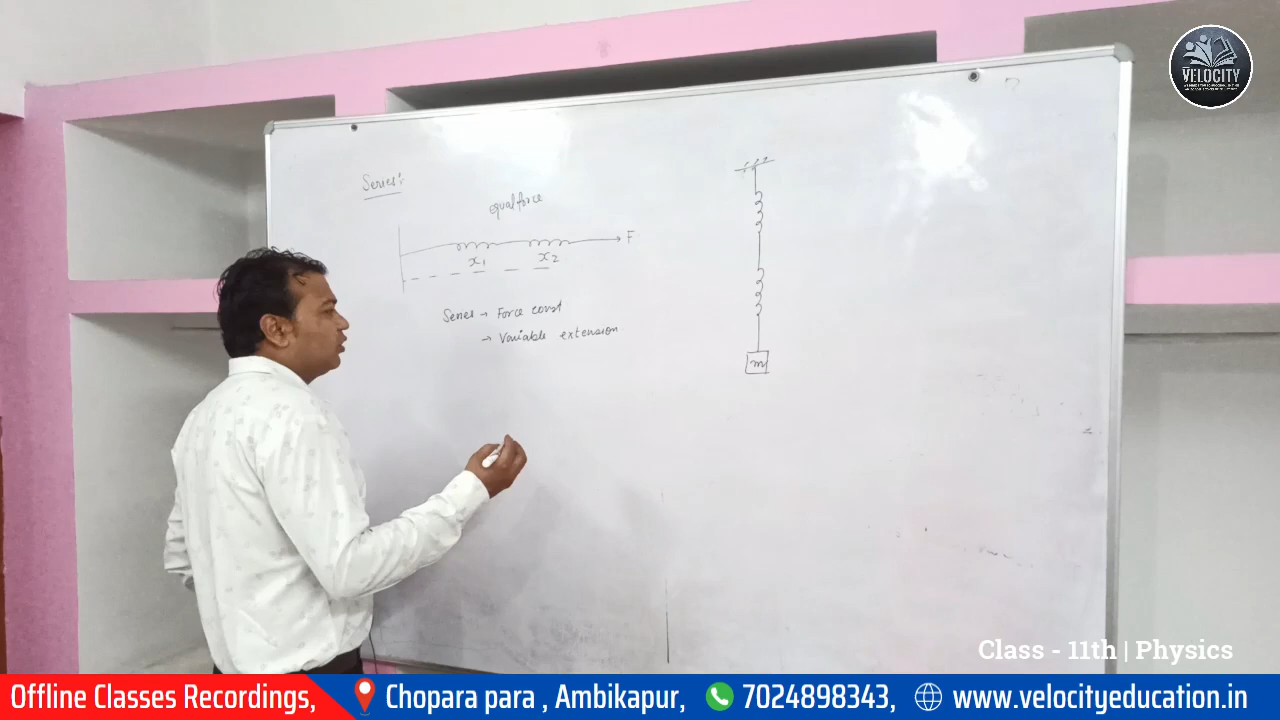 VELOCITY
Series:
equal force
F
x1 x2
Series → Force const
→ Variable extension
m
Class - 11th | Physics
Offline Classes Recordings, Chopara para , Ambikapur, 7024898343, www.velocityeducation.in